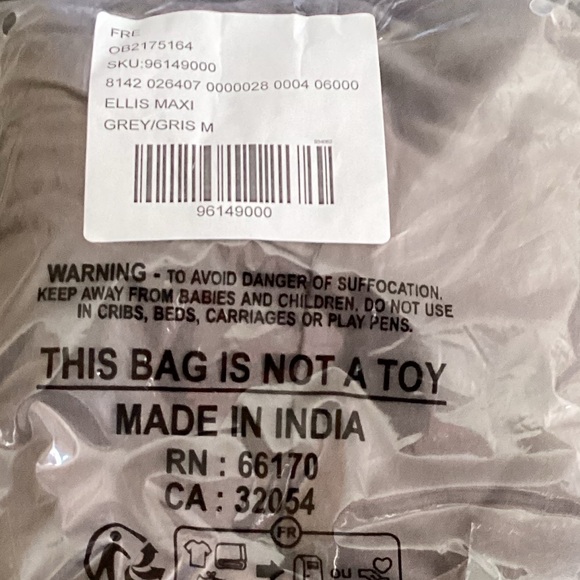 FRE
OB2175164
SKU:96149000
8142 026407 0000028 0004 06000
ELLIS MAXI
GREY/GRIS M
96149000
WARNING - TO AVOID DANGER OF SUFFOCATION.
KEEP AWAY FROM BABIES AND CHILDREN. DO NOT USE
IN CRIBS, BEDS, CARRIAGES OR PLAY PENS.
THIS BAG IS NOT A TOY
MADE IN INDIA
RN : 66170
CA : 32054
FR
OU